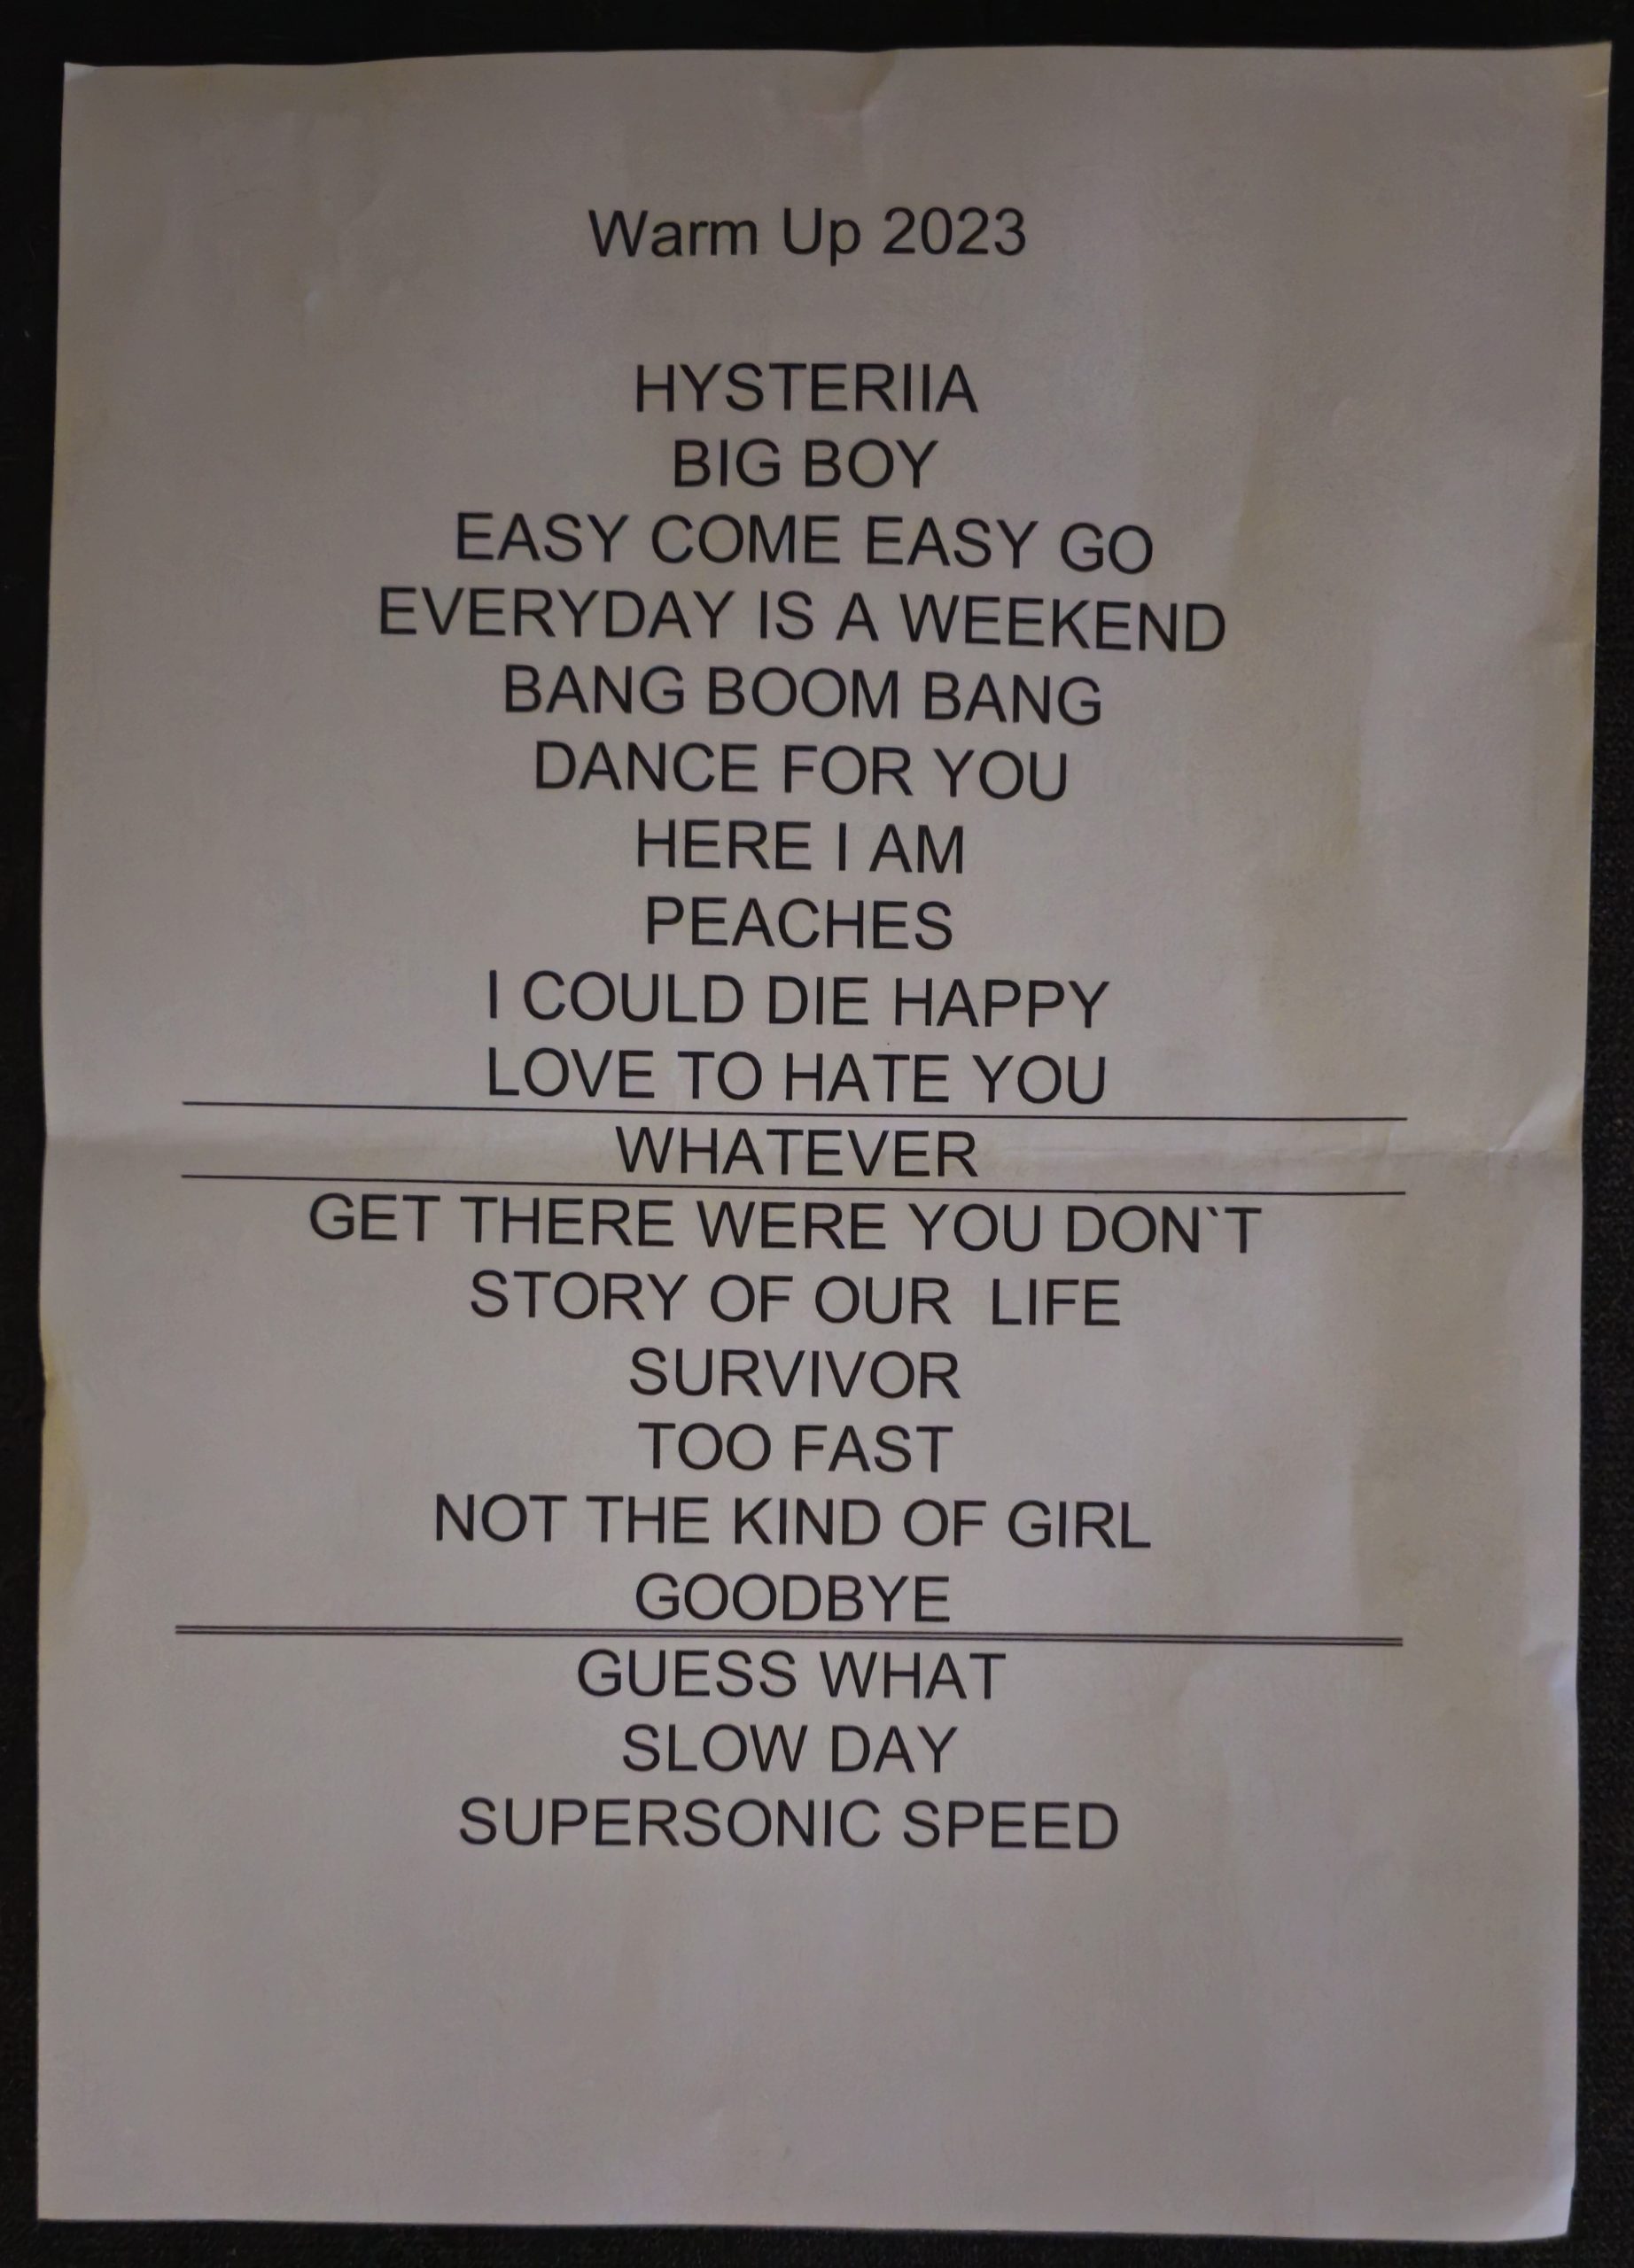 Warm Up 2023
HYSTERIIA
BIG BOY
EASY COME EASY GO
EVERYDAY IS A WEEKEND
BANG BOOM BANG
DANCE FOR YOU
HERE I AM
PEACHES
I COULD DIE HAPPY
LOVE TO HATE YOU
WHATEVER
GET THERE WERE YOU DON`T
STORY OF OUR  LIFE
SURVIVOR
TOO FAST
NOT THE KIND OF GIRL
GOODBYE
GUESS WHAT
SLOW DAY
SUPERSONIC SPEED